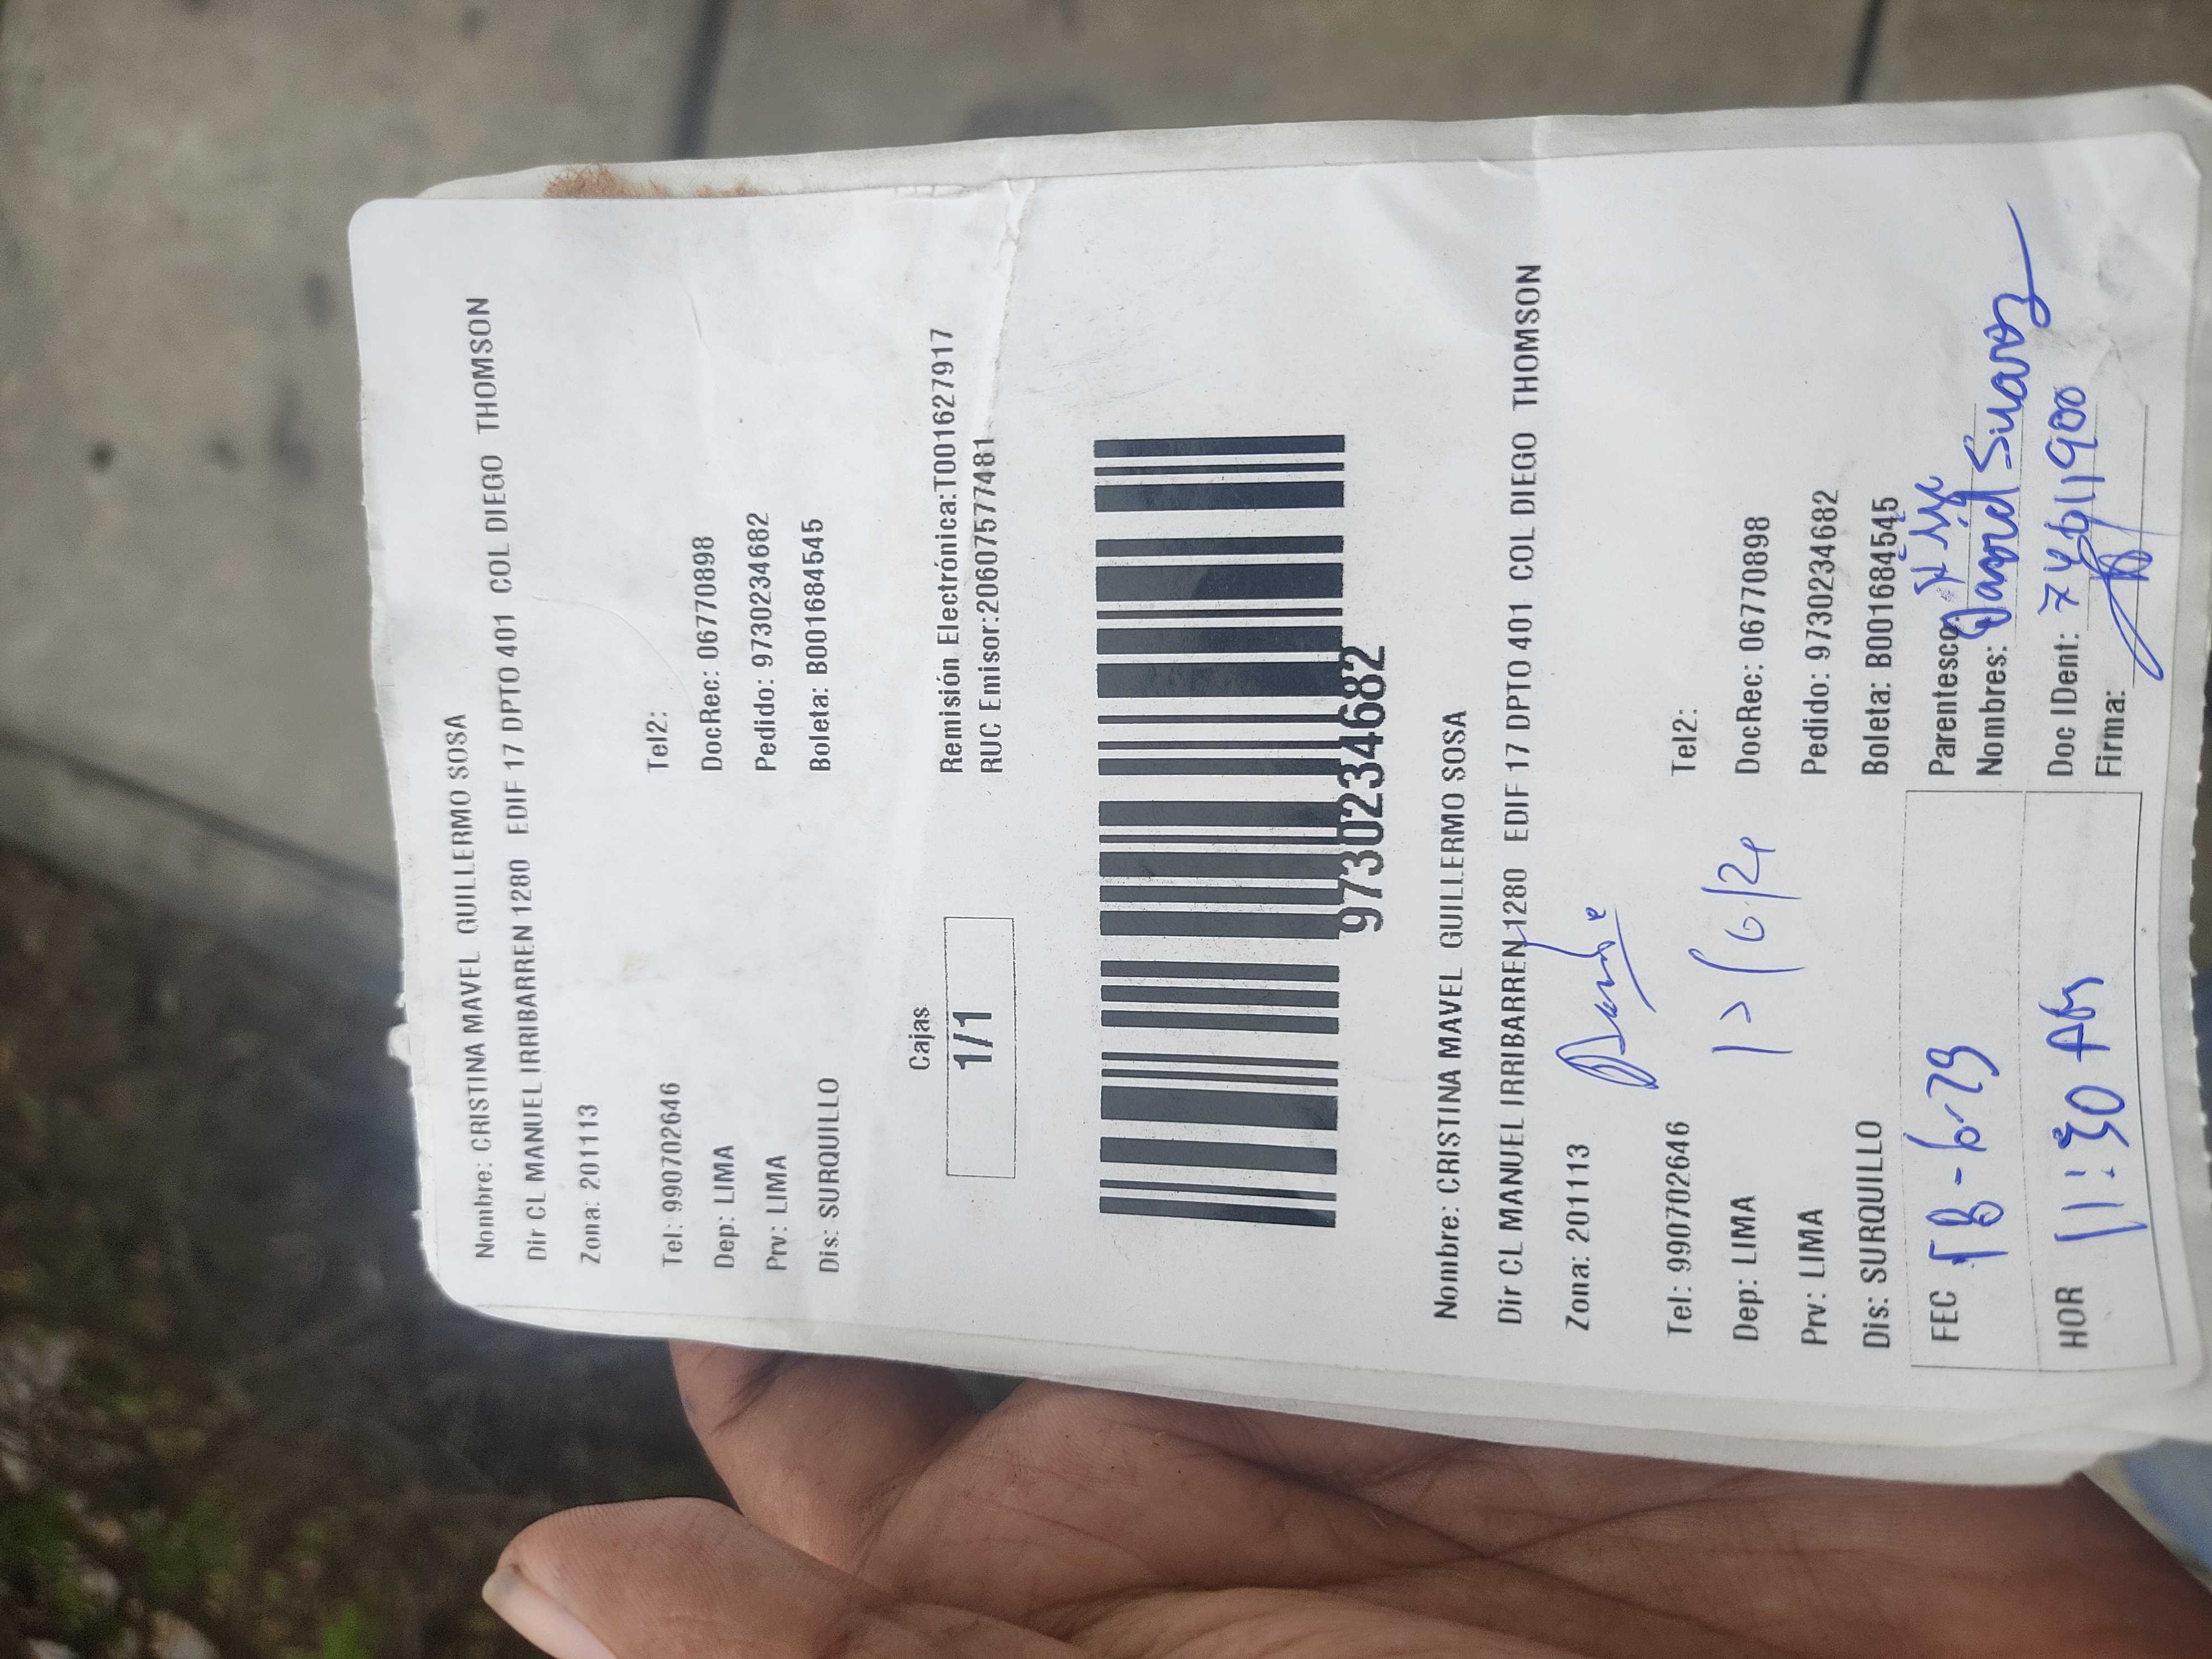 Nombre: CRISTINA MAVEL GUILLERMO SOSA
Dir CL MANUEL IRRIBARREN 1280 EDIF 17 DPTO 401 COL DIEGO THOMSON
Zona: 201113
Tel: 990702646 Tel2:
Dep: LIMA DocRec: 06770898
Prv: LIMA Pedido: 9730234682
Dis: SURQUILLO Boleta: B001684545
Cajas
1/1
Remisión Electrónica:T001627917
RUC Emisor:20607577481
9730234682
Nombre: CRISTINA MAVEL GUILLERMO SOSA
Dir CL MANUEL IRRIBARREN 1280 EDIF 17 DPTO 401 COL DIEGO THOMSON
Zona: 201113
Tel: 990702646 Tel2:
Dep: LIMA DocRec: 06770898
Prv: LIMA Pedido: 9730234682
Dis: SURQUILLO Boleta: B001684545
FEC
Parentesco:
Nombres: Daniel Suarez
HOR 11:30 AM
Doc IDent:
Firma: